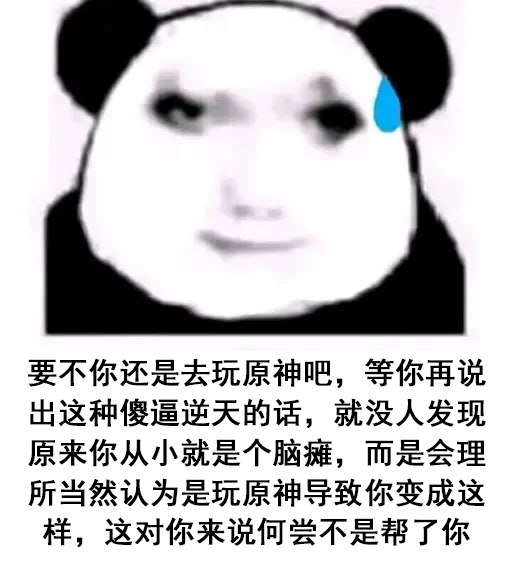 要不你还是去玩原神吧，等你再说
出这种傻逼逆天的话，就没人发现
原来你从小就是个脑瘫，而是会理
所当然认为是玩原神导致你变成这
样，这对你来说何尝不是帮了你